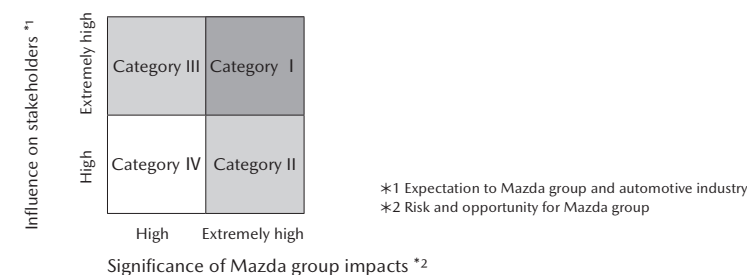 Influence on stakeholders *1
Extremely high
High
Category III
Category I
Category IV
Category II
High
Extremely high
Significance of Mazda group impacts *2
*1 Expectation to Mazda group and automotive industry
*2 Risk and opportunity for Mazda group